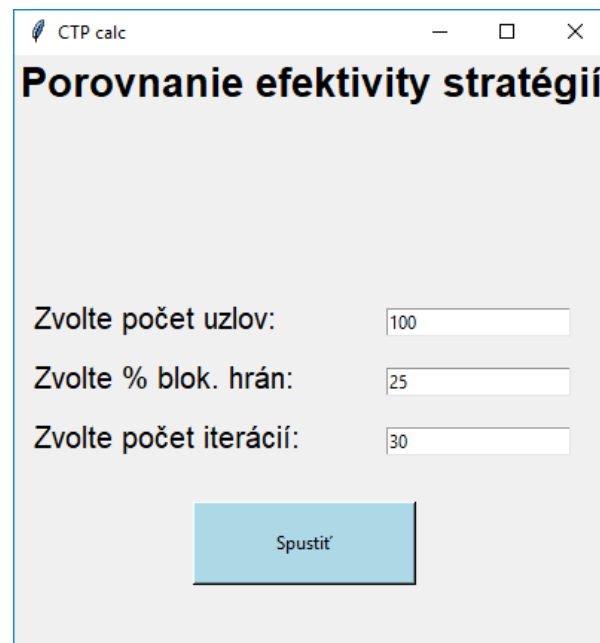 CTP calc
Porovnanie efektivity stratégií
Zvolte počet uzlov:
100
Zvolte % blok. hrán:
25
Zvolte počet iterácií:
30
Spustiť